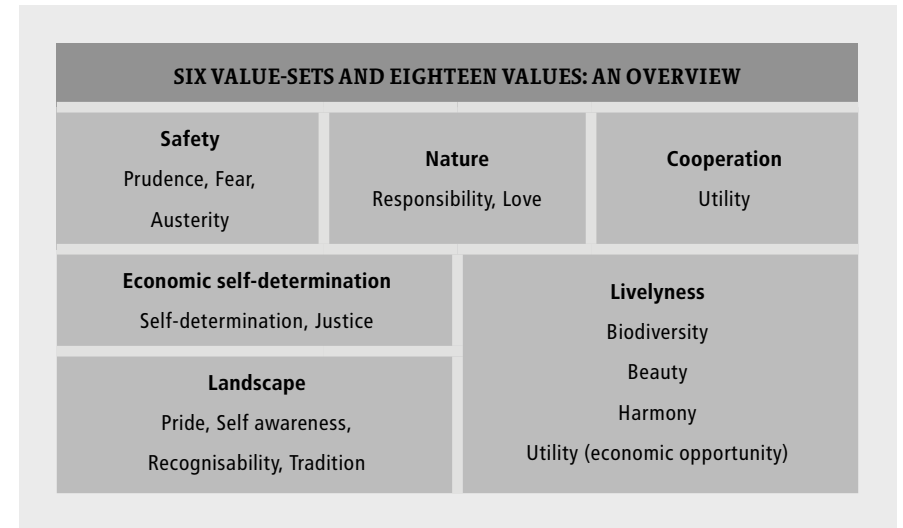 SIX VALUE-SETS AND EIGHTEEN VALUES: AN OVERVIEW
Safety
Prudence, Fear,
Austerity
Nature
Responsibility, Love
Cooperation
Utility
Economic self-determination
Self-determination, Justice
Landscape
Pride, Self awareness,
Recognisability, Tradition
Livelyness
Biodiversity
Beauty
Harmony
Utility (economic opportunity)